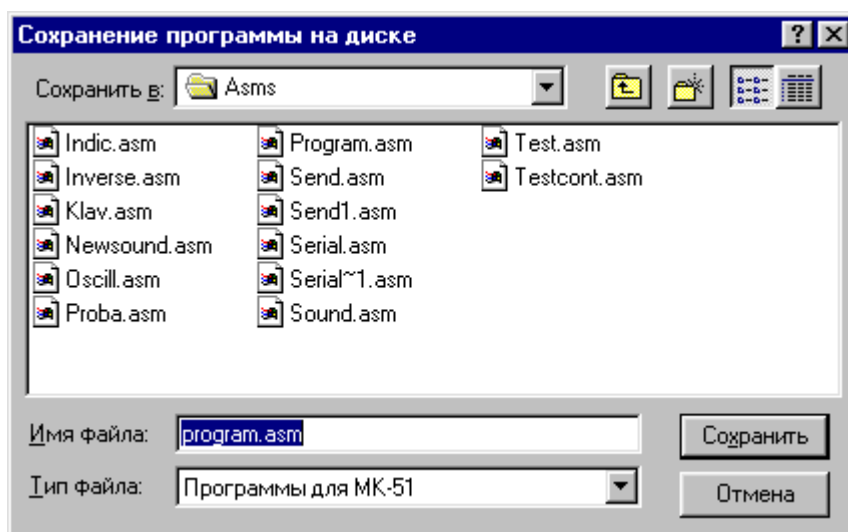 Сохранение программы на диске
Сохранить в: Asms
Indic.asm Program.asm Test.asm
Inverse.asm Send.asm Testcont.asm
Klav.asm Send1.asm
Newsound.asm Serial.asm
Oscill.asm Serial~1.asm
Proba.asm Sound.asm
Имя файла: program.asm Сохранить
Тип файла: Программы для МК-51 Отмена